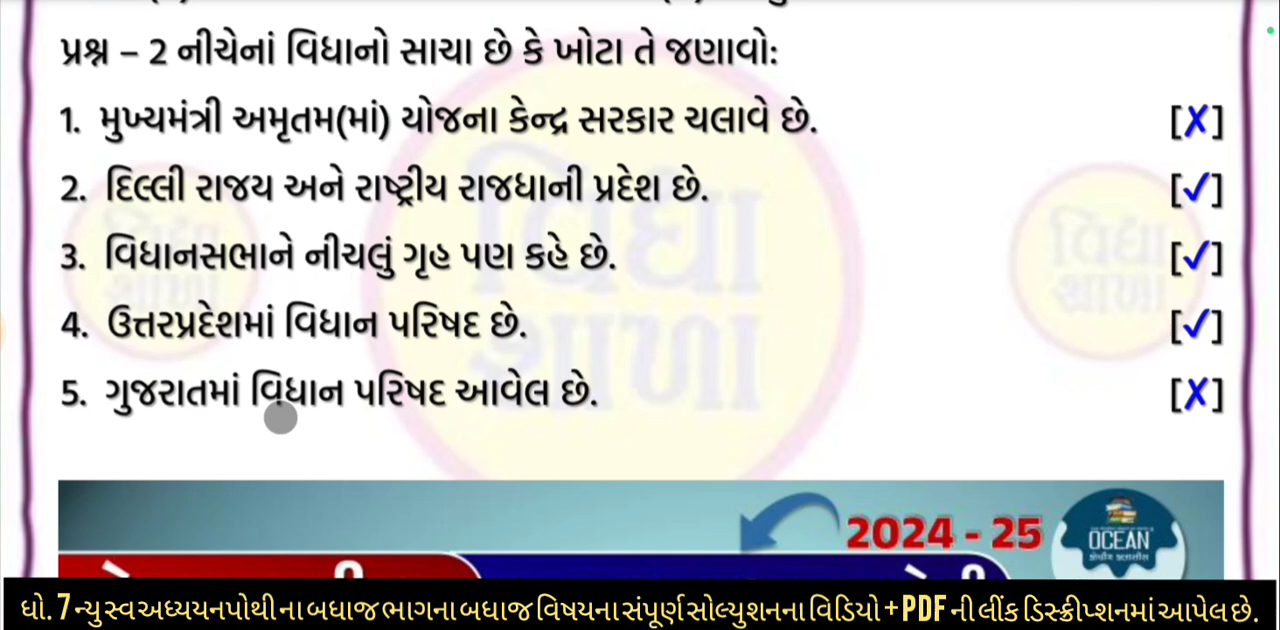 પ્રશ્ન – 2 નીચેનાં વિધાનો સાચા છે કે ખોટા તે જણાવો:
1. મુખ્યમંત્રી અમૃતમ(માં) યોજના કેન્દ્ર સરકાર ચલાવે છે. [✗]
2. દિલ્લી રાજય અને રાષ્ટ્રીય રાજધાની પ્રદેશ છે. [✓]
3. વિધાનસભાને નીચલું ગૃહ પણ કહે છે. [✓]
4. ઉત્તરપ્રદેશમાં વિધાન પરિષદ છે. [✓]
5. ગુજરાતમાં વિધાન પરિષદ આવેલ છે. [✗]
વિદ્યા
શાળા
2024 - 25
OCEAN
ધો. 7 ન્યુ સ્વઅધ્યયનપોથી ના બધાજ ભાગના બધાજ વિષયના સંપૂર્ણ સોલ્યુશનના વિડિયો + PDF ની લીંક ડિસ્ક્રીપ્શનમાં આપેલ છે.